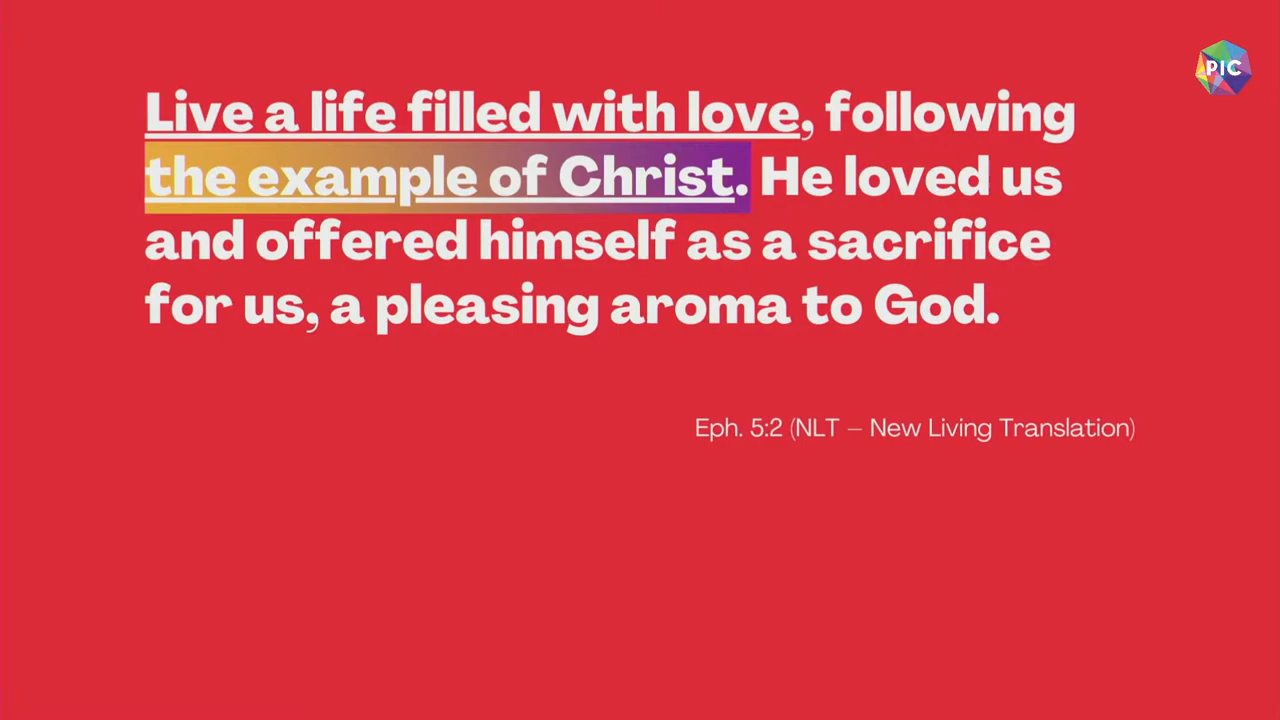 PIC
Live a life filled with love, following
the example of Christ. He loved us
and offered himself as a sacrifice
for us, a pleasing aroma to God.
Eph. 5:2 (NLT – New Living Translation)